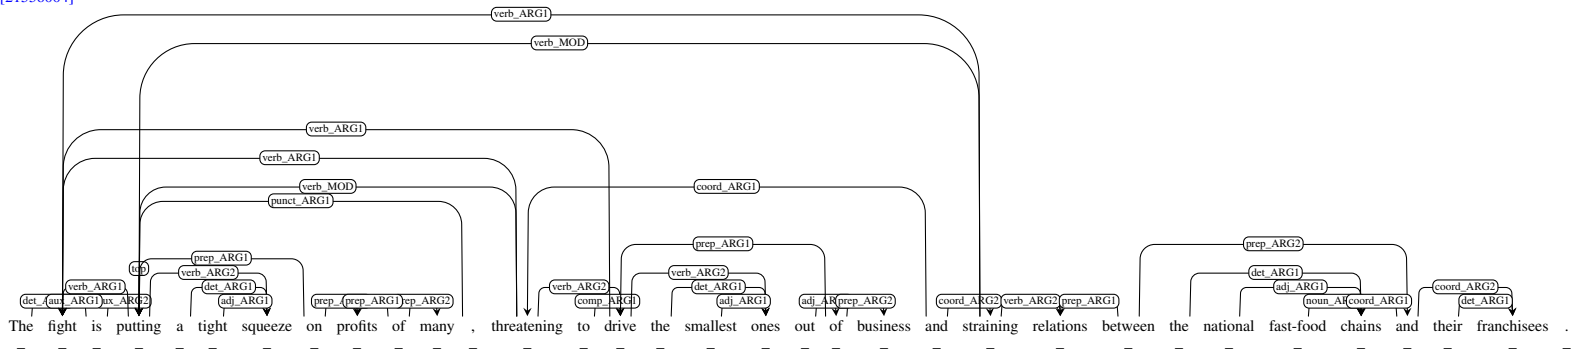 verb_ARG1
verb_MOD
verb_ARG1
verb_ARG1
verb_MOD coord_ARG1
punct_ARG1
prep_ARG1 prep_ARG2
prep_ARG1
top verb_ARG2 verb_ARG2 det_ARG1
verb_ARG1 det_ARG1 verb_ARG2 det_ARG1 adj_ARG1 coord_ARG2
aux_ARG1 adj_ARG1 prep_ARG1 comp_ARG1 adj_ARG1 prep_ARG2 coord_ARG2 verb_ARG2 prep_ARG1 coord_ARG1 det_ARG1
The fight is putting a tight squeeze on profits of many , threatening to drive the smallest ones out of business and straining relations between the national fast-food chains and their franchisees .
_ _ _ _ _ _ _ _ _ _ _ _ _ _ _ _ _ _ _ _ _ _ _ _ _ _ _ _ _ _ _ _ _